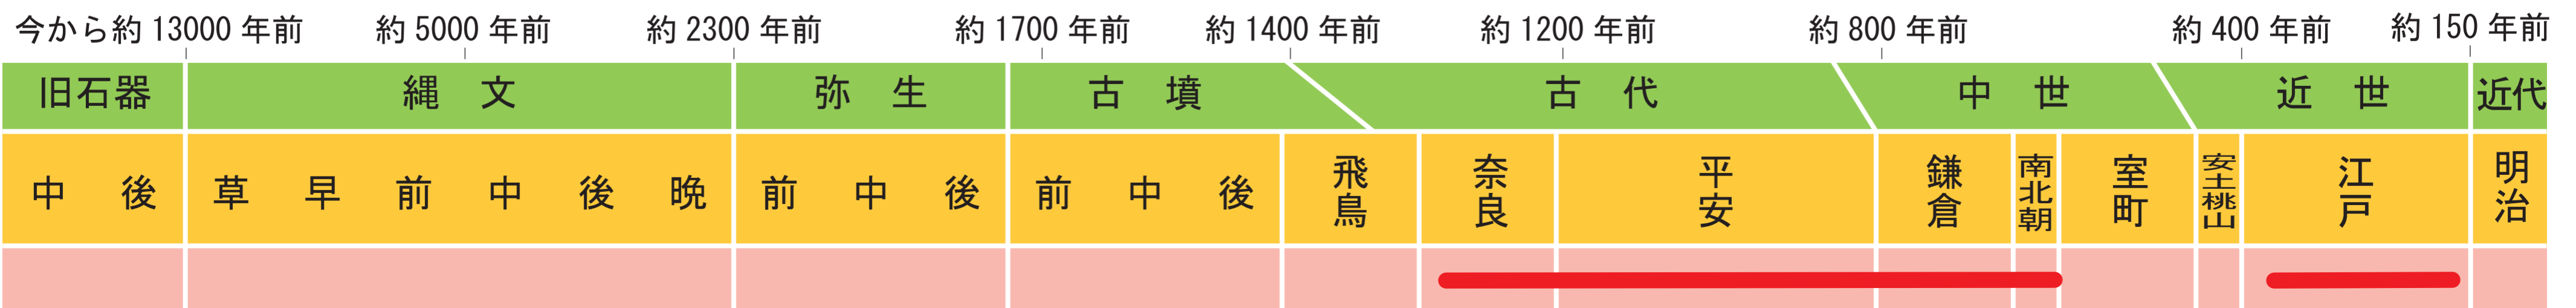 今から約 13000 年前 約 5000 年前 約 2300 年前 約 1700 年前 約 1400 年前 約 1200 年前 約 800 年前 約 400 年前 約 150 年前
旧石器 縄文 弥生 古墳 古代 中世 近世 近代
中 後 草 早 前 中 後 晩 前 中 後 前 中 後 飛鳥 奈良 平安 鎌倉 南北朝 室町 安土桃山 江戸 明治